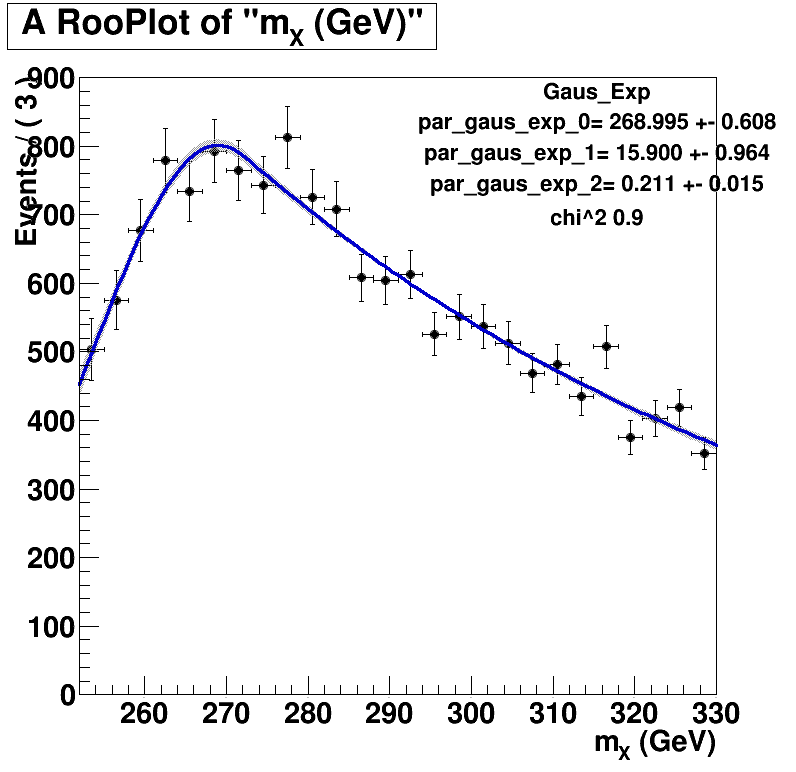 A RooPlot of "mX (GeV)"
Events / ( 3 )
900
800
700
600
500
400
300
200
100
0
Gaus_Exp
par_gaus_exp_0= 268.995 +- 0.608
par_gaus_exp_1= 15.900 +- 0.964
par_gaus_exp_2= 0.211 +- 0.015
chi^2 0.9
260 270 280 290 300 310 320 330
mX (GeV)